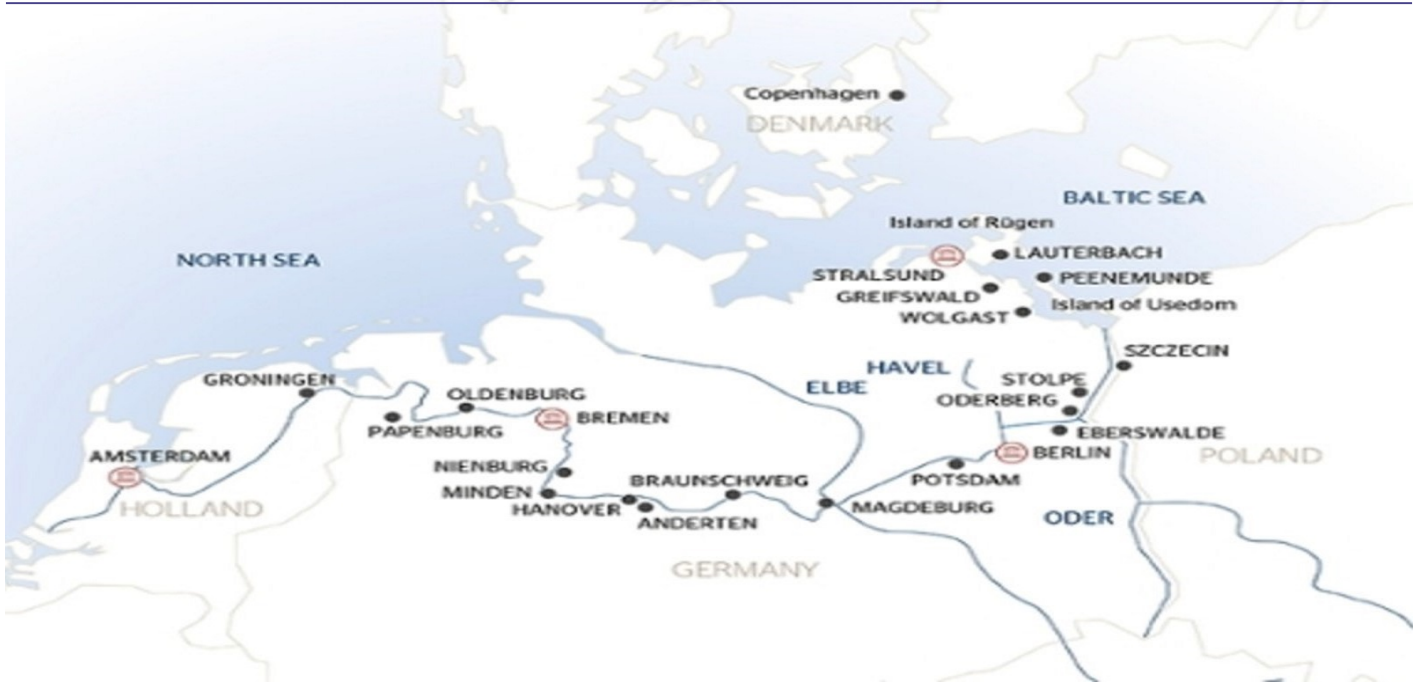 Copenhagen
DENMARK
BALTIC SEA
Island of Rügen
NORTH SEA
LAUTERBACH
STRALSUND
PEENEMUNDE
GREIFSWALD
Island of Usedom
WOLGAST
SZCZECIN
HAVEL
GRONINGEN
STOLPE
ELBE
OLDENBURG
ODERBERG
BREMEN
PAPENBURG
EBERSWALDE
AMSTERDAM
BERLIN
POLAND
NIENBURG
POTSDAM
BRAUNSCHWEIG
MINDEN
HOLLAND
HANOVER
MAGDEBURG
ANDERTEN
ODER
GERMANY